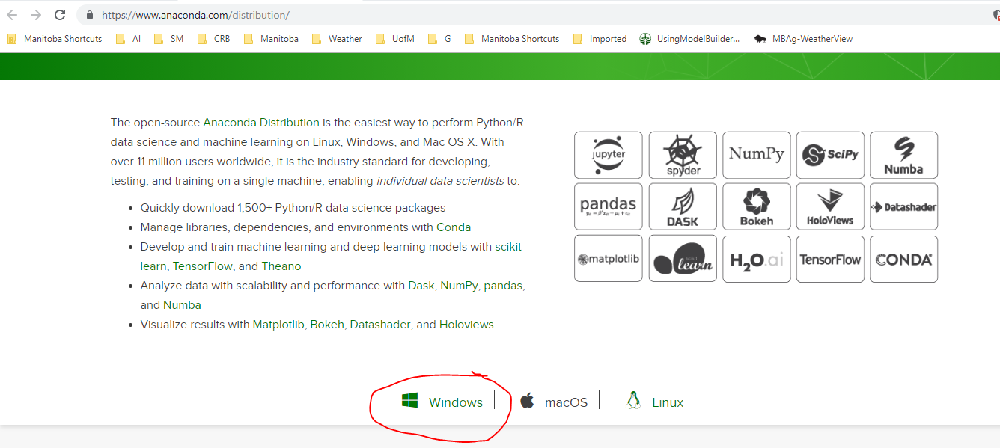 https://www.anaconda.com/distribution/
Manitoba Shortcuts AI SM CRB Manitoba Weather UofM G Manitoba Shortcuts Imported UsingModelBuilder... MBAg-WeatherView
The open-source Anaconda Distribution is the easiest way to perform Python/R
data science and machine learning on Linux, Windows, and Mac OS X. With
over 11 million users worldwide, it is the industry standard for developing,
testing, and training on a single machine, enabling individual data scientists to:
• Quickly download 1,500+ Python/R data science packages
• Manage libraries, dependencies, and environments with Conda
• Develop and train machine learning and deep learning models with scikit-
learn, TensorFlow, and Theano
• Analyze data with scalability and performance with Dask, NumPy, pandas,
and Numba
• Visualize results with Matplotlib, Bokeh, Datashader, and Holoviews
jupyter spyder NumPy SciPy Numba
pandas DASK Bokeh HoloViews Datashader
matplotlib scikit learn H2O.ai TensorFlow CONDA
Windows macOS Linux